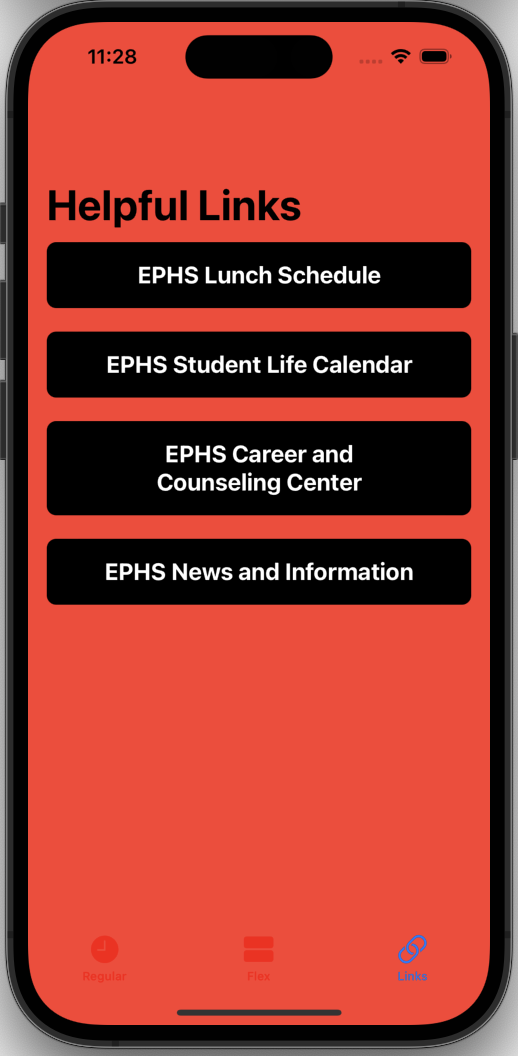 11:28
Helpful Links
EPHS Lunch Schedule
EPHS Student Life Calendar
EPHS Career and
Counseling Center
EPHS News and Information
Regular
Flex
Links